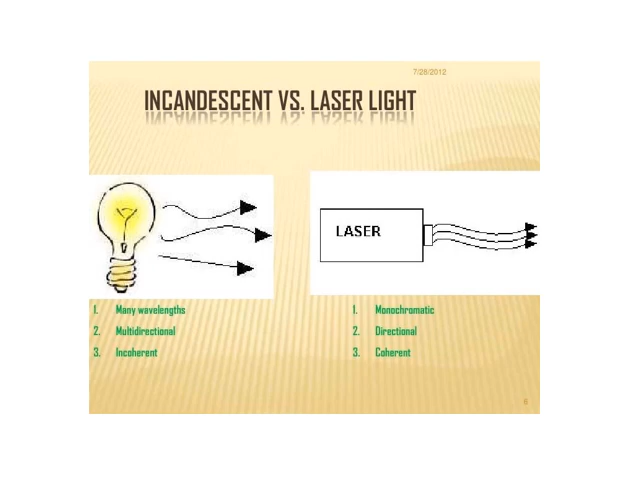 7/28/2012
INCANDESCENT VS. LASER LIGHT
LASER
1. Many wavelengths
2. Multidirectional
3. Incoherent
1. Monochromatic
2. Directional
3. Coherent
6